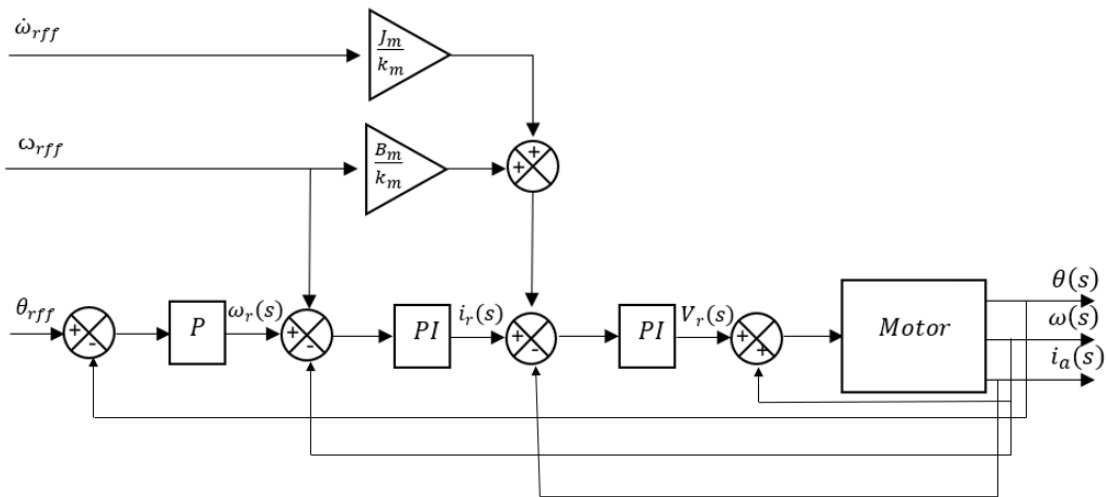 ω̇_rff
J_m
k_m
+
+
ω_rff
B_m
k_m
θ_rff
+
-
P
ω_r(s)
+
-
PI
i_r(s)
+
-
PI
V_r(s)
+
+
Motor
θ(s)
ω(s)
i_a(s)